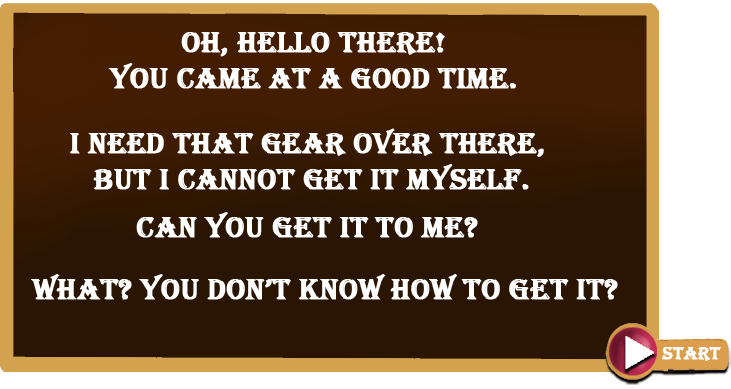 OH, HELLO THERE!
YOU CAME AT A GOOD TIME.
I NEED THAT GEAR OVER THERE,
BUT I CANNOT GET IT MYSELF.
CAN YOU GET IT TO ME?
WHAT? YOU DON'T KNOW HOW TO GET IT?
START